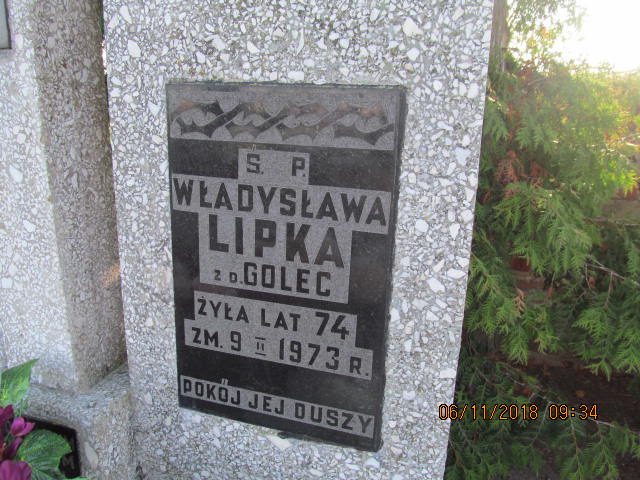 Ś. P.
WŁADYSŁAWA
LIPKA
Z D. GOLEC
ŻYŁA LAT 74
ZM. 9 II 1973 R.
POKÓJ JEJ DUSZY
06/11/2018 09:34